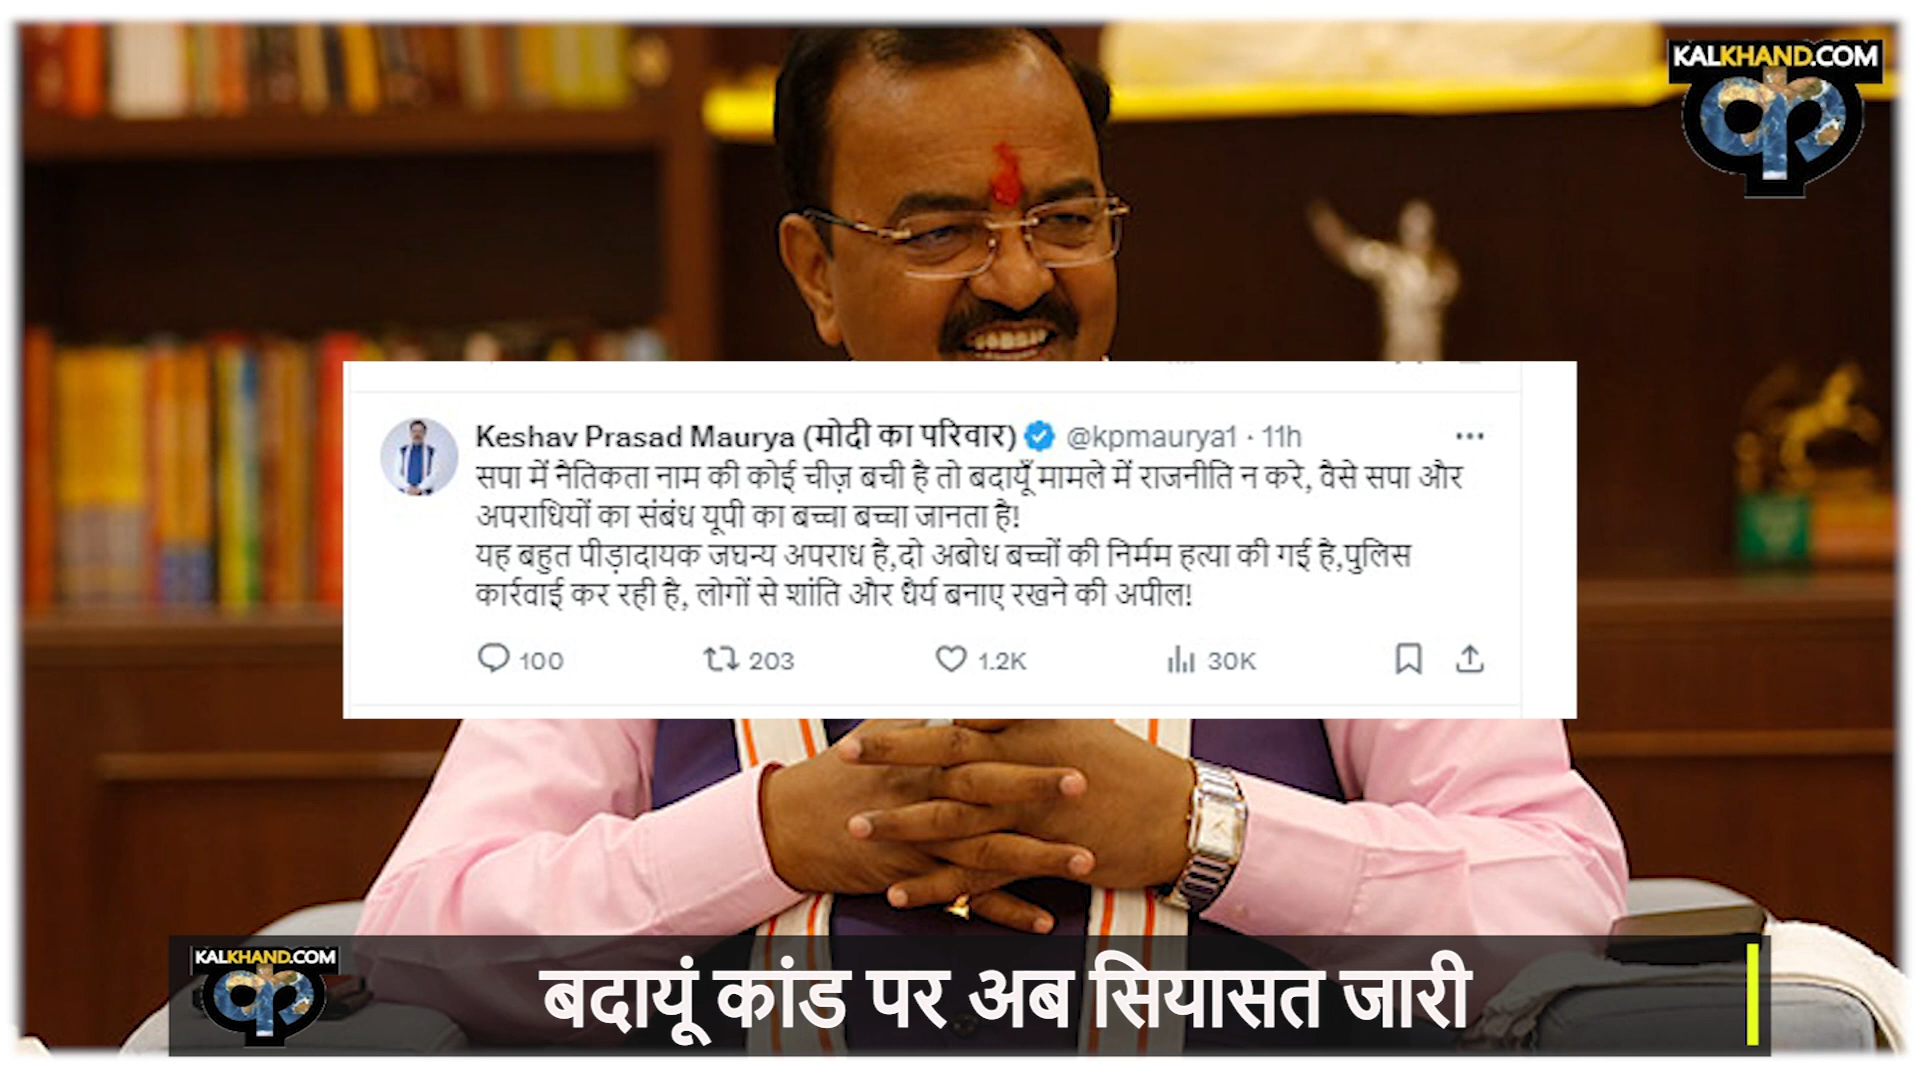 KALKHAND.COM
क
Keshav Prasad Maurya (मोदी का परिवार) @kpmaurya1 · 11h
सपा में नैतिकता नाम की कोई चीज़ बची है तो बदायूँ मामले में राजनीति न करे, वैसे सपा और
अपराधियों का संबंध यूपी का बच्चा बच्चा जानता है!
यह बहुत पीड़ादायक जघन्य अपराध है,दो अबोध बच्चों की निर्मम हत्या की गई है,पुलिस
कार्रवाई कर रही है, लोगों से शांति और धैर्य बनाए रखने की अपील!
100 203 1.2K 30K
KALKHAND.COM
क
बदायूं कांड पर अब सियासत जारी